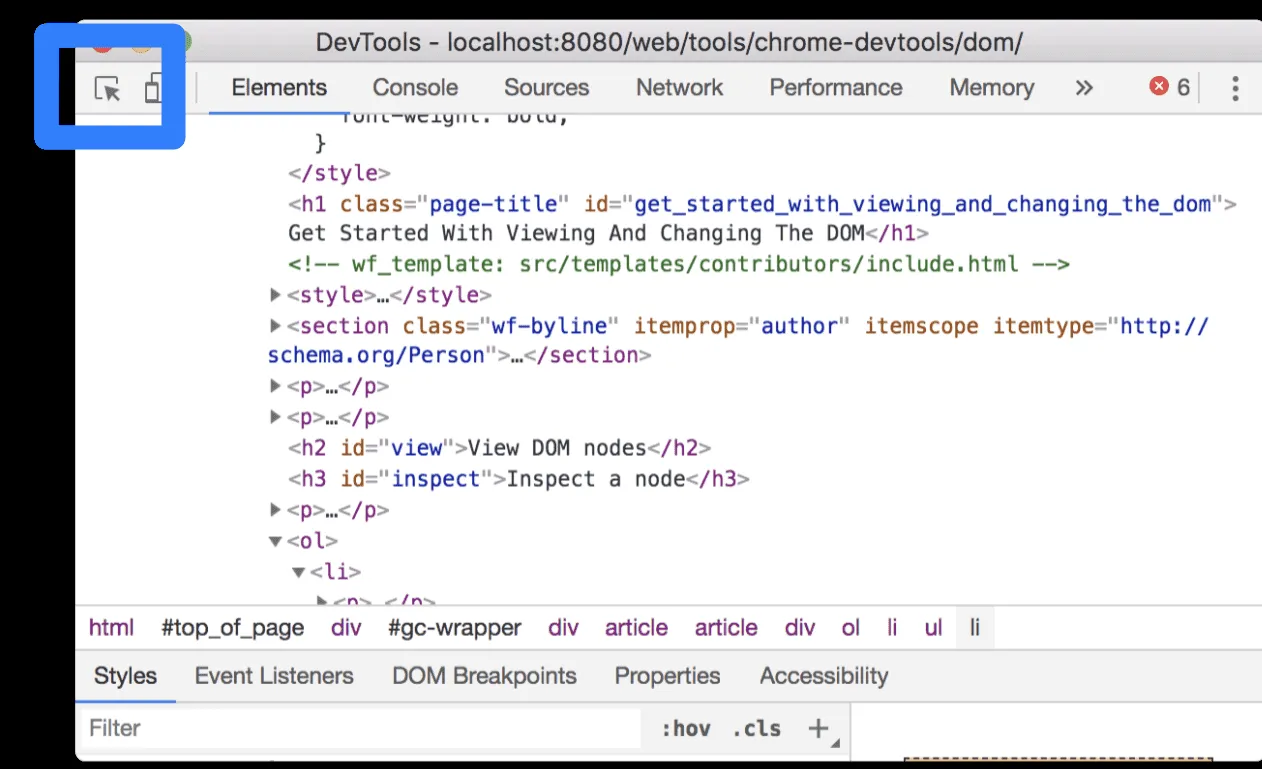 DevTools - localhost:8080/web/tools/chrome-devtools/dom/
Elements Console Sources Network Performance Memory » 6
font-weight: bold;
}
</style>
<h1 class="page-title" id="get_started_with_viewing_and_changing_the_dom">
Get Started With Viewing And Changing The DOM</h1>
<!-- wf_template: src/templates/contributors/include.html -->
<style>…</style>
<section class="wf-byline" itemprop="author" itemscope itemtype="http://
schema.org/Person">…</section>
<p>…</p>
<p>…</p>
<h2 id="view">View DOM nodes</h2>
<h3 id="inspect">Inspect a node</h3>
<p>…</p>
<ol>
<li>
<p>…</p>
html #top_of_page div #gc-wrapper div article article div ol li ul li
Styles Event Listeners DOM Breakpoints Properties Accessibility
Filter :hov .cls +